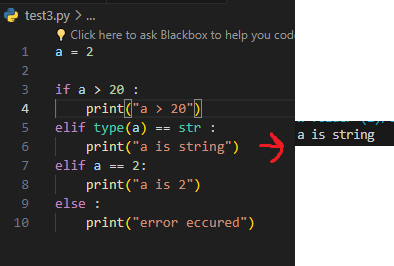 test3.py > ...
Click here to ask Blackbox to help you cod
1 a = 2
2
3 if a > 20 :
4 print("a > 20")
5 elif type(a) == str :
6 print("a is string")
7 elif a == 2:
8 print("a is 2")
9 else :
10 print("error eccured")
a is string